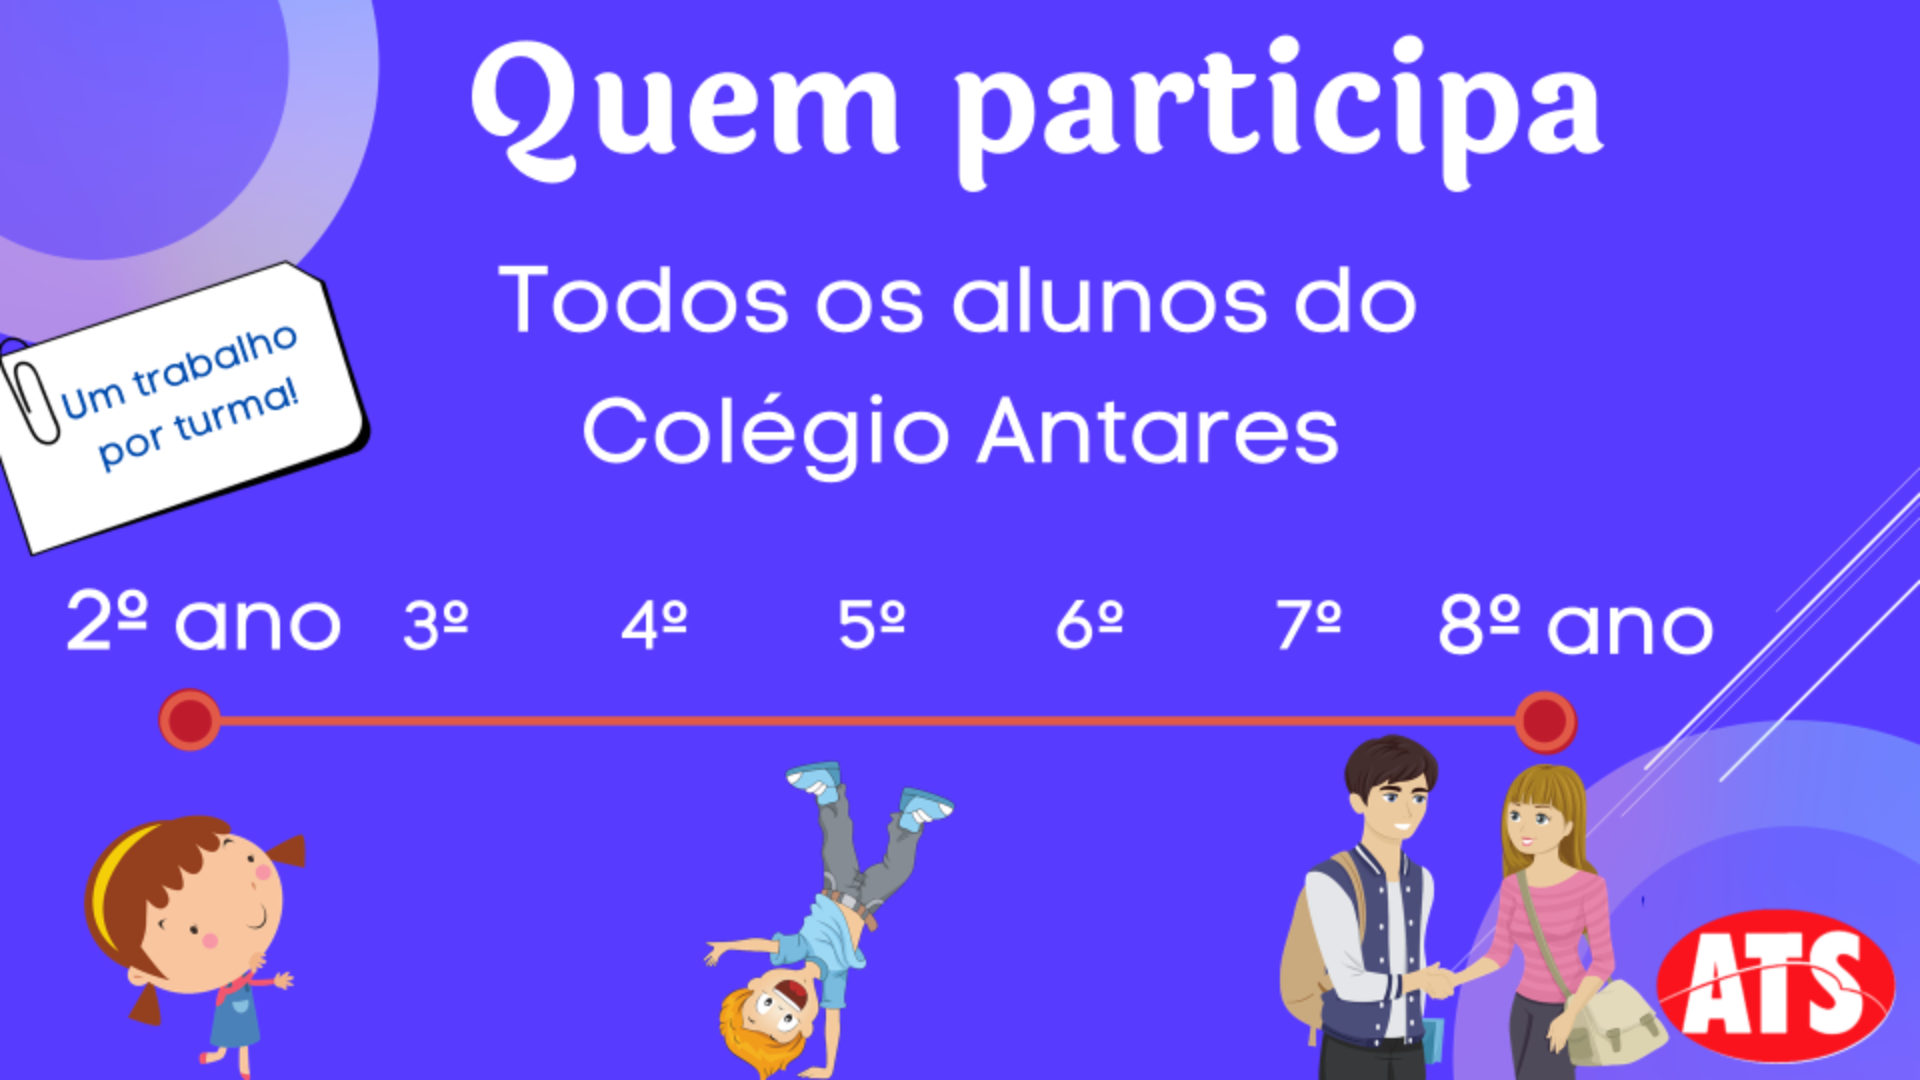 Quem participa
Todos os alunos do
Colégio Antares
Um trabalho
por turma!
2º ano 3º 4º 5º 6º 7º 8º ano
ATS